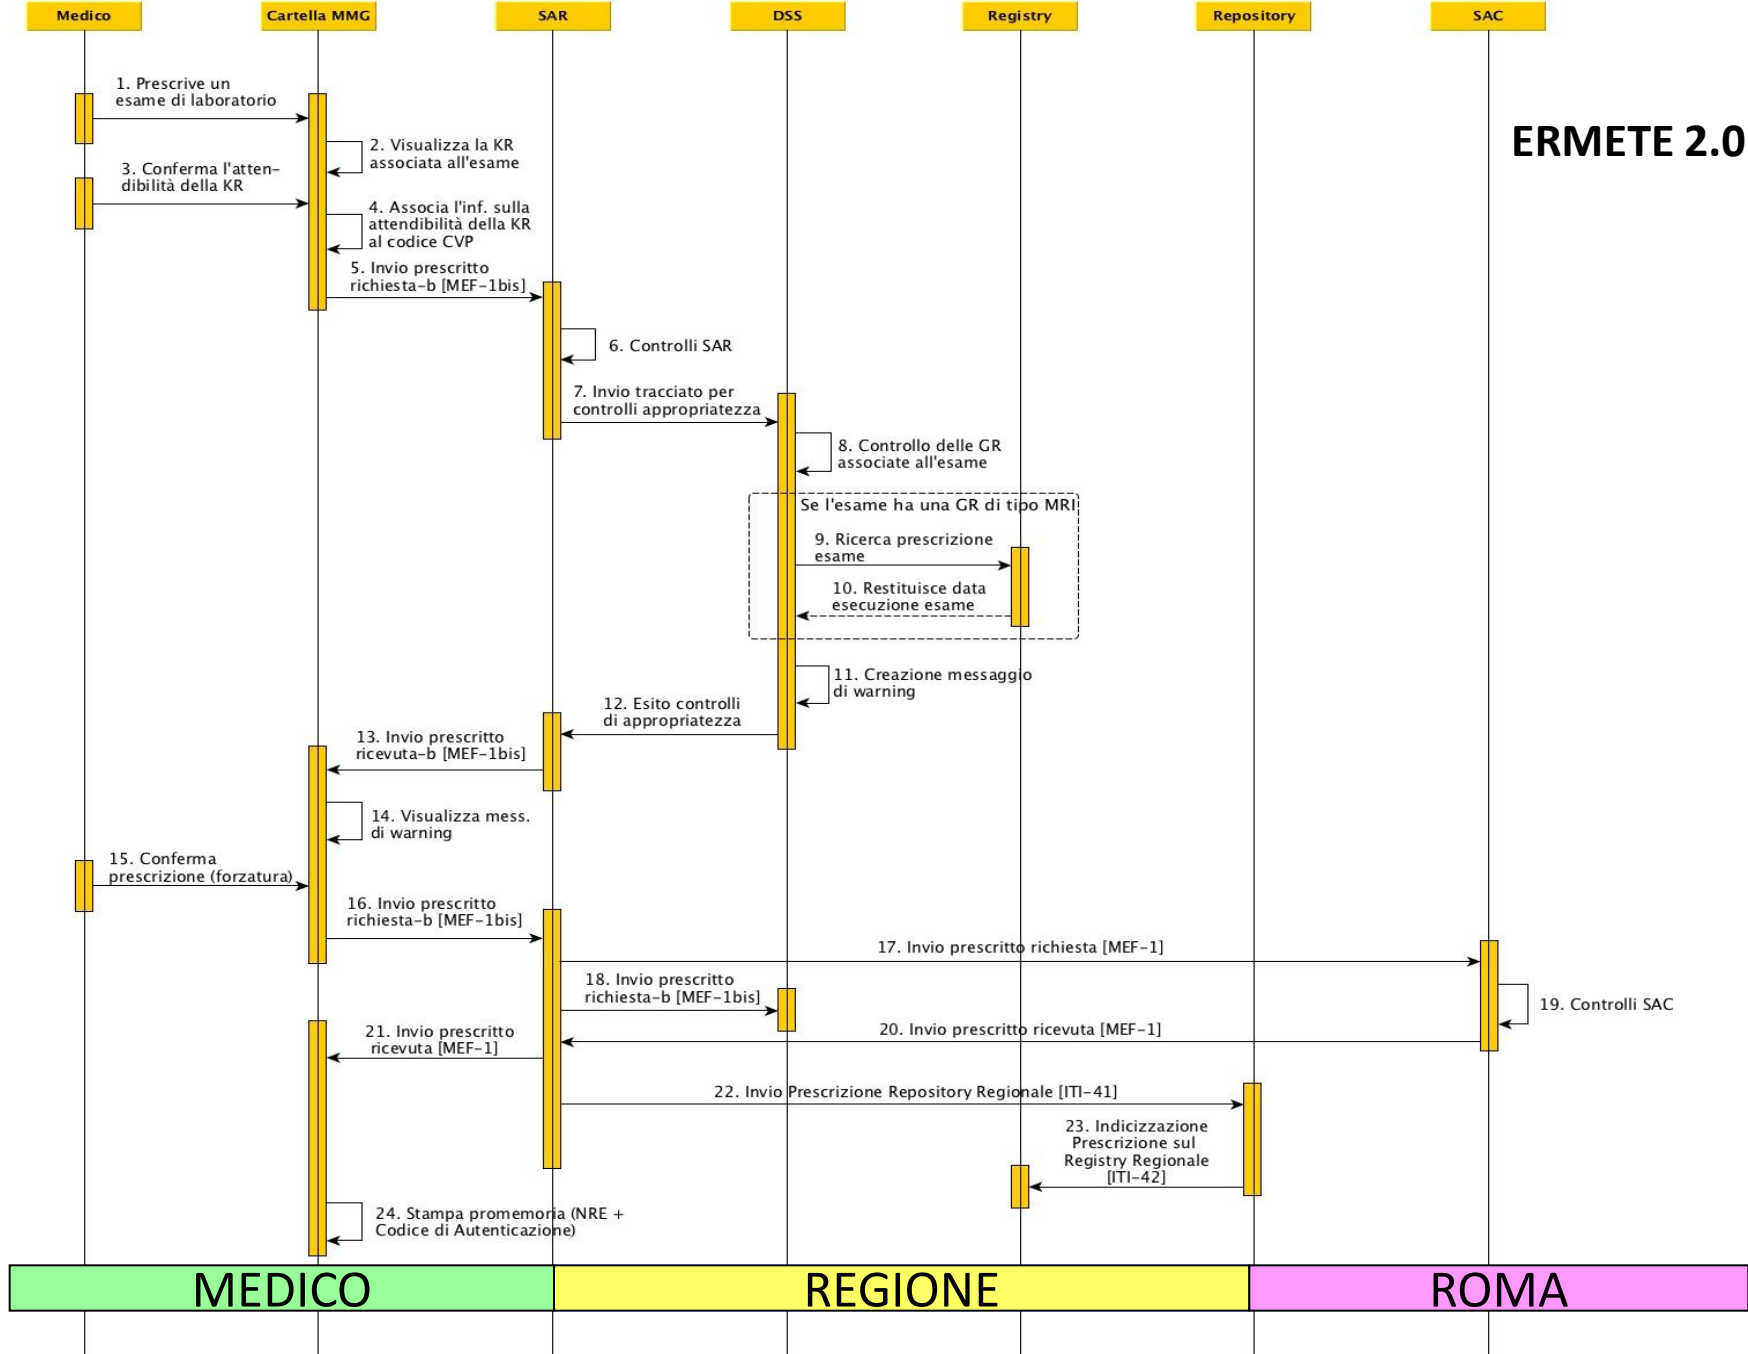 Medico
Cartella MMG
SAR
DSS
Registry
Repository
SAC
ERMETE 2.0
1. Prescrive un
esame di laboratorio
2. Visualizza la KR
associata all'esame
3. Conferma l'atten-
dibilità della KR
4. Associa l'inf. sulla
attendibilità della KR
al codice CVP
5. Invio prescritto
richiesta-b [MEF-1bis]
6. Controlli SAR
7. Invio tracciato per
controlli appropriatezza
8. Controllo delle GR
associate all'esame
Se l'esame ha una GR di tipo MRI
9. Ricerca prescrizione
esame
10. Restituisce data
esecuzione esame
11. Creazione messaggio
di warning
12. Esito controlli
di appropriatezza
13. Invio prescritto
ricevuta-b [MEF-1bis]
14. Visualizza mess.
di warning
15. Conferma
prescrizione (forzatura)
16. Invio prescritto
richiesta-b [MEF-1bis]
17. Invio prescritto richiesta [MEF-1]
18. Invio prescritto
richiesta-b [MEF-1bis]
19. Controlli SAC
20. Invio prescritto ricevuta [MEF-1]
21. Invio prescritto
ricevuta [MEF-1]
22. Invio Prescrizione Repository Regionale [ITI-41]
23. Indicizzazione
Prescrizione sul
Registry Regionale
[ITI-42]
24. Stampa promemoria (NRE +
Codice di Autenticazione)
MEDICO
REGIONE
ROMA